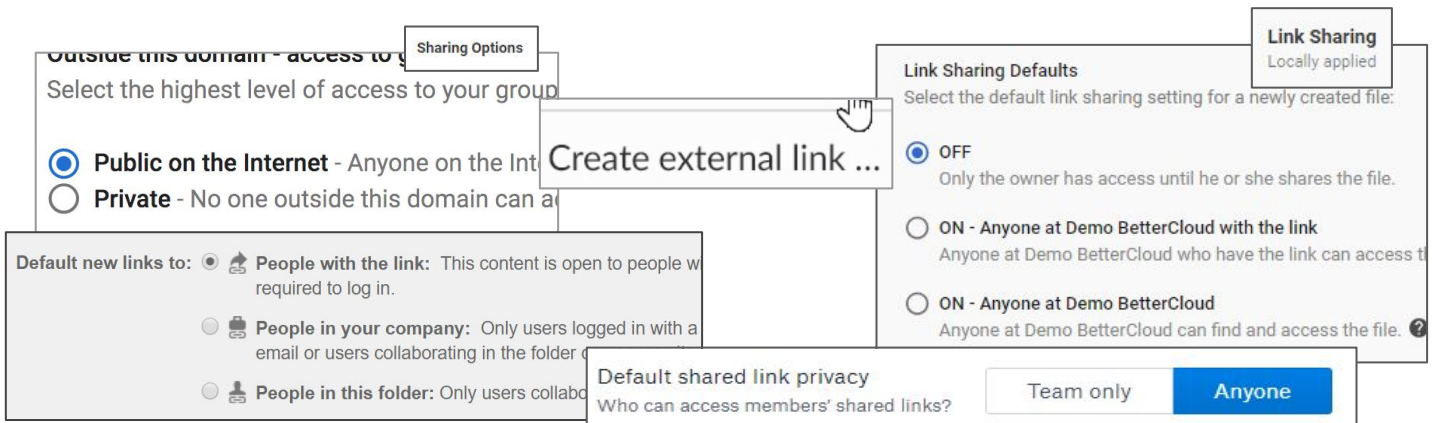 Sharing Options
Outside this domain - access to g
Select the highest level of access to your group
Public on the Internet - Anyone on the Int
Private - No one outside this domain can a
Create external link ...
Link Sharing
Locally applied
Link Sharing Defaults
Select the default link sharing setting for a newly created file:
OFF
Only the owner has access until he or she shares the file.
ON - Anyone at Demo BetterCloud with the link
Anyone at Demo BetterCloud who have the link can access t
ON - Anyone at Demo BetterCloud
Anyone at Demo BetterCloud can find and access the file. ?
Default new links to: People with the link: This content is open to people w
required to log in.
People in your company: Only users logged in with a
email or users collaborating in the folder
People in this folder: Only users collabo
Default shared link privacy
Who can access members' shared links?
Team only
Anyone